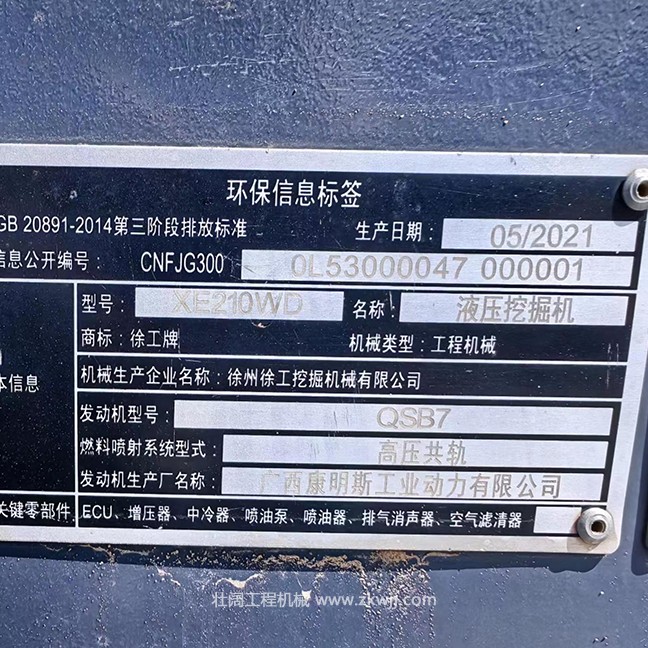 环保信息标签
GB 20891-2014第三阶段排放标准 生产日期: 05/2021
信息公开编号: CNFJG300 0L53000047 000001
型号: XE210WD 名称: 液压挖掘机
商标: 徐工牌 机械类型: 工程机械
本信息
机械生产企业名称: 徐州徐工挖掘机械有限公司
发动机型号: QSB7
燃料喷射系统型式: 高压共轨
发动机生产厂名称: 广西康明斯工业动力有限公司
关键零部件 ECU、增压器、中冷器、喷油泵、喷油器、排气消声器、空气滤清器
壮阔工程机械 www.zkwjj.com